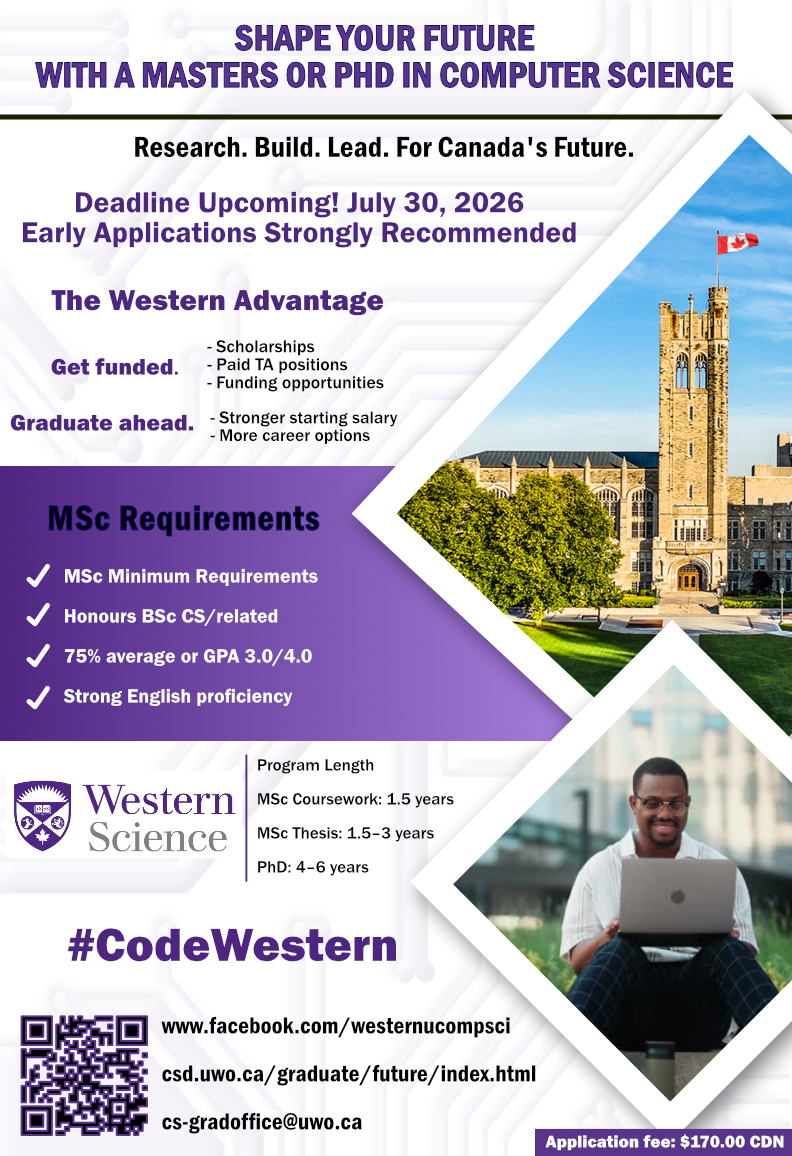 SHAPE YOUR FUTURE
WITH A MASTERS OR PHD IN COMPUTER SCIENCE
Research. Build. Lead. For Canada's Future.
Deadline Upcoming! July 30, 2026
Early Applications Strongly Recommended
The Western Advantage
Get funded.
- Scholarships
- Paid TA positions
- Funding opportunities
Graduate ahead.
- Stronger starting salary
- More career options
MSc Requirements
MSc Minimum Requirements
Honours BSc CS/related
75% average or GPA 3.0/4.0
Strong English proficiency
Western
Science
Program Length
MSc Coursework: 1.5 years
MSc Thesis: 1.5–3 years
PhD: 4–6 years
#CodeWestern
www.facebook.com/westernucompsci
csd.uwo.ca/graduate/future/index.html
cs-gradoffice@uwo.ca
Application fee: $170.00 CDN